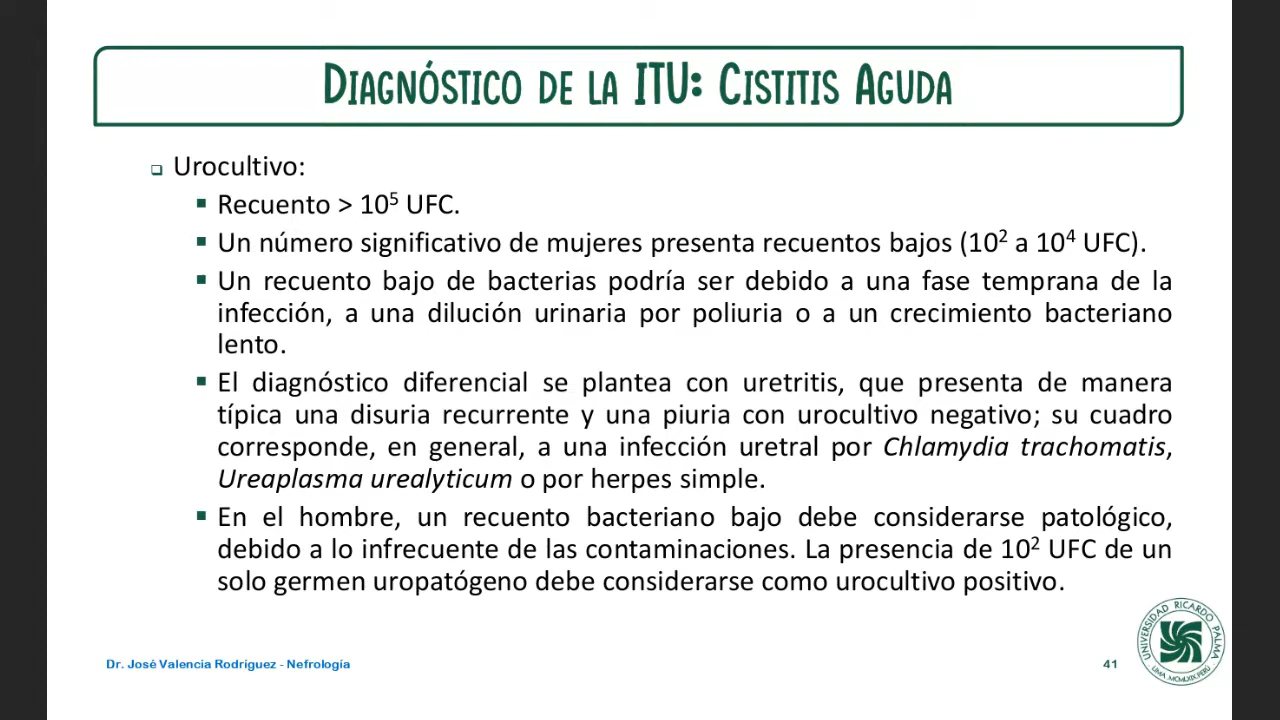 Diagnóstico de la ITU: Cistitis Aguda
❑ Urocultivo:
▪ Recuento > 10⁵ UFC.
▪ Un número significativo de mujeres presenta recuentos bajos (10² a 10⁴ UFC).
▪ Un recuento bajo de bacterias podría ser debido a una fase temprana de la
infección, a una dilución urinaria por poliuria o a un crecimiento bacteriano
lento.
▪ El diagnóstico diferencial se plantea con uretritis, que presenta de manera
típica una disuria recurrente y una piuria con urocultivo negativo; su cuadro
corresponde, en general, a una infección uretral por Chlamydia trachomatis,
Ureaplasma urealyticum o por herpes simple.
▪ En el hombre, un recuento bacteriano bajo debe considerarse patológico,
debido a lo infrecuente de las contaminaciones. La presencia de 10² UFC de un
solo germen uropatógeno debe considerarse como urocultivo positivo.
Dr. José Valencia Rodríguez - Nefrología
41
UNIVERSIDAD RICARDO PALMA
LIMA, MCMLXIX, PERÚ